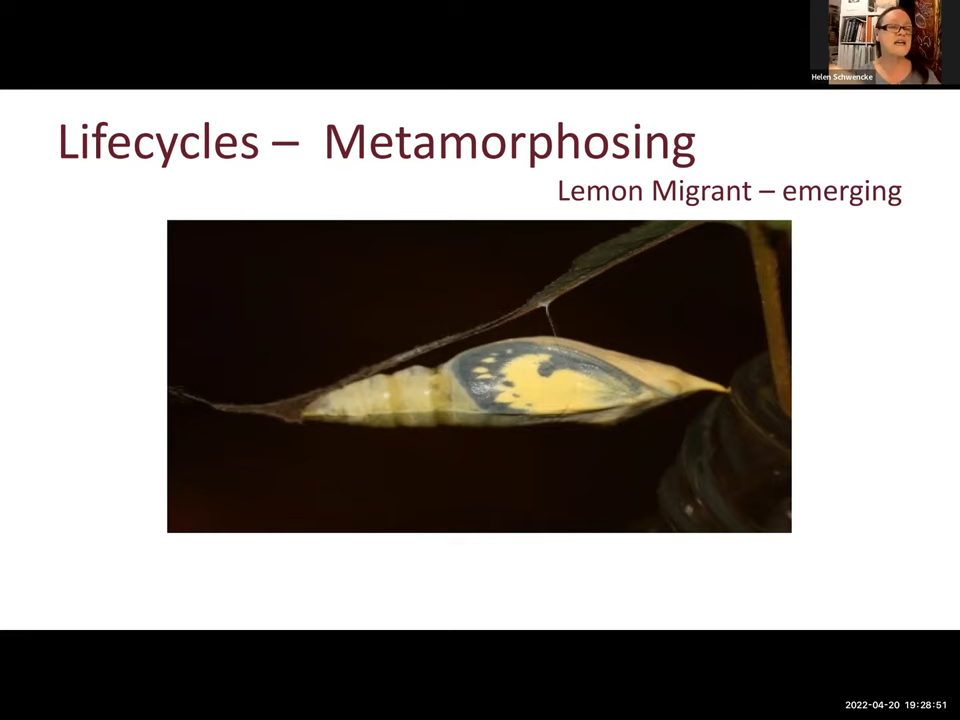 Helen Schwencke
Lifecycles – Metamorphosing
Lemon Migrant – emerging
2022-04-20 19:28:51